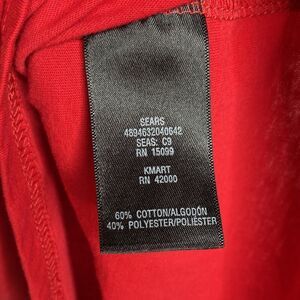 SEARS
4894632040642
SEAS: C9
RN 15099
KMART
RN 42000
60% COTTON/ALGODÓN
40% POLYESTER/POLIÉSTER